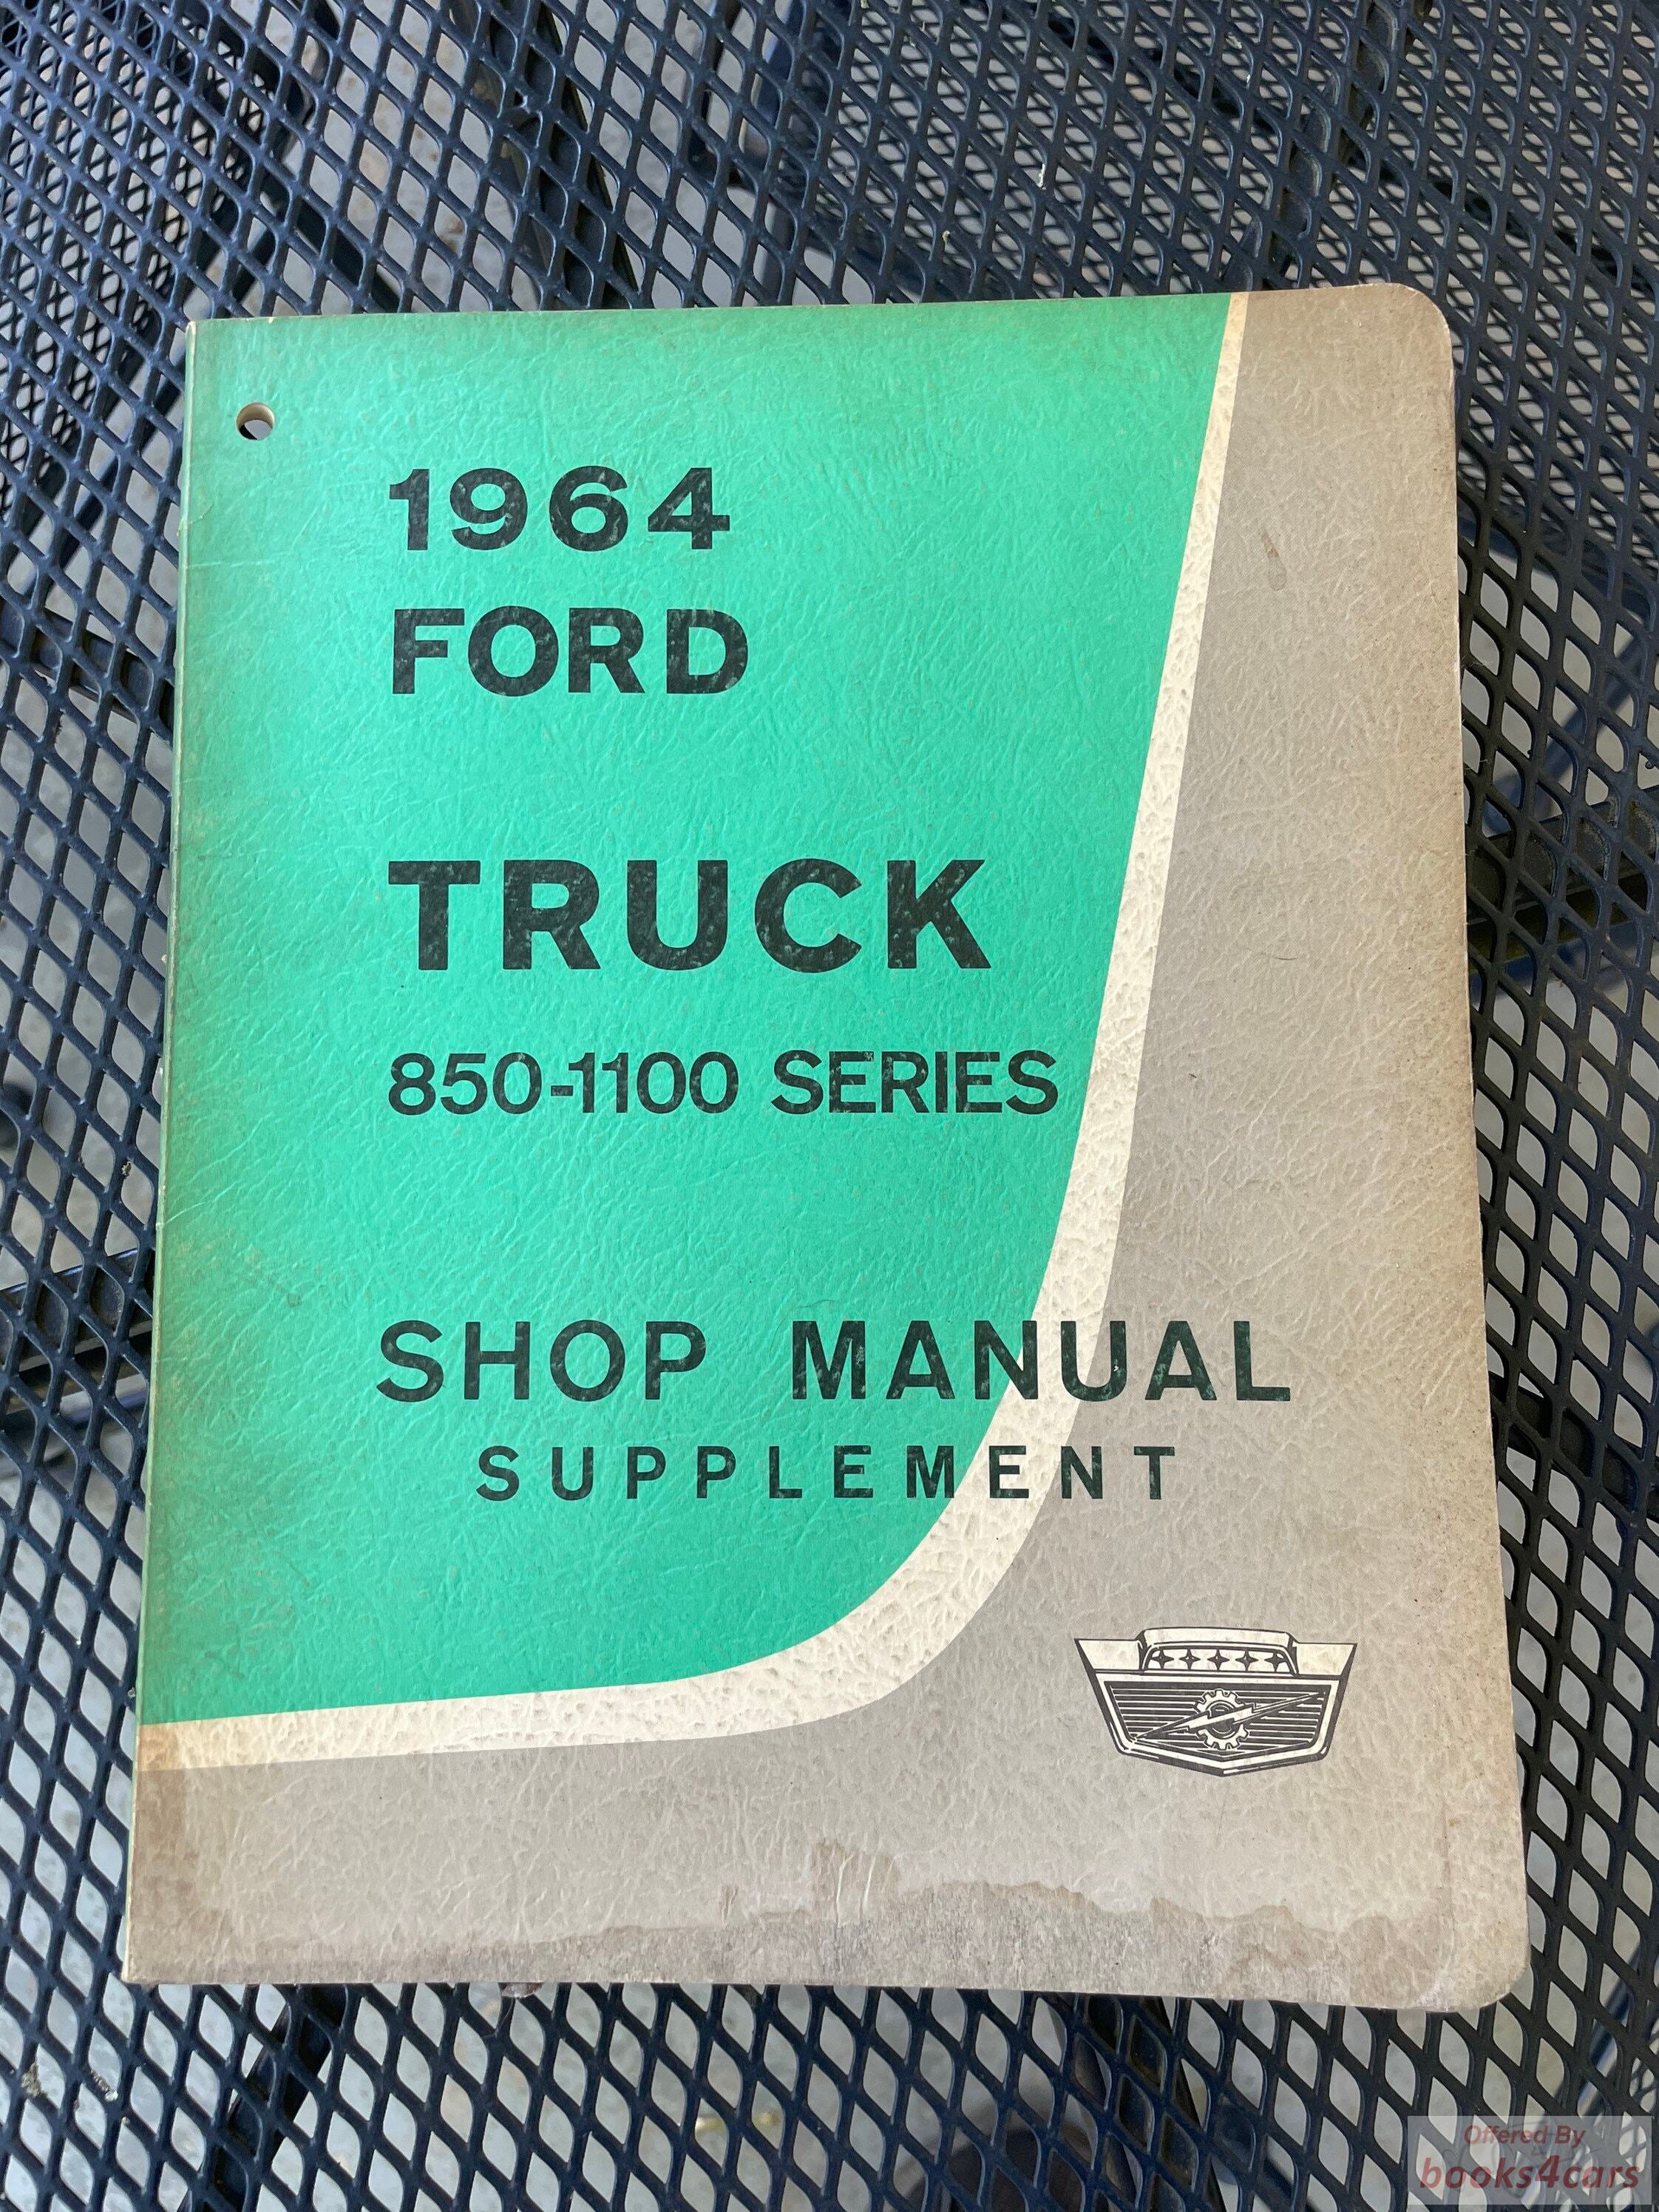 1964
FORD
TRUCK
850-1100 SERIES
SHOP MANUAL
SUPPLEMENT
Offered By
books4cars